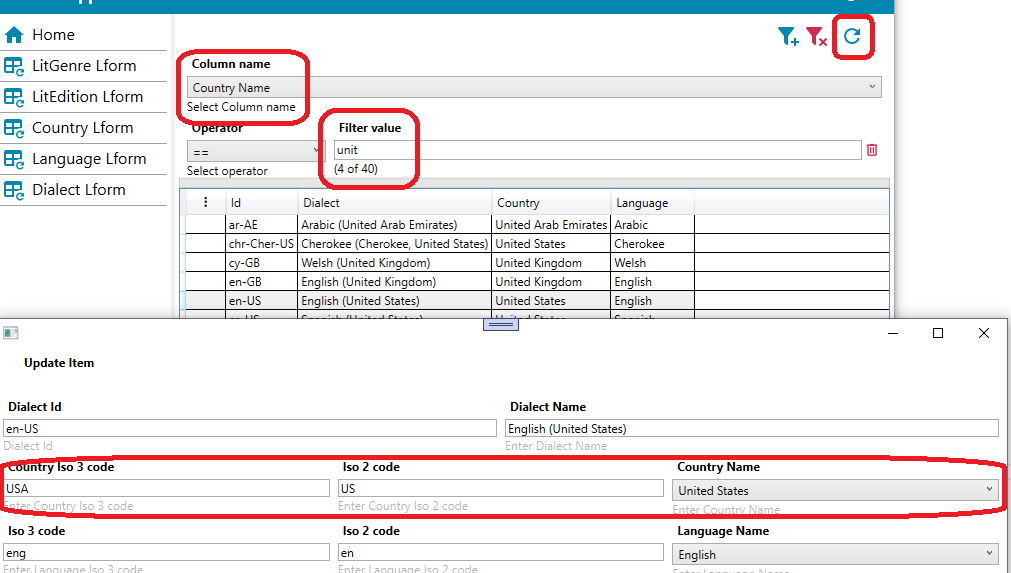 Home
LitGenre Lform
LitEdition Lform
Country Lform
Language Lform
Dialect Lform
Column name
Country Name
Select Column name
Operator Filter value
== unit
Select operator (4 of 40)
Id Dialect Country Language
ar-AE Arabic (United Arab Emirates) United Arab Emirates Arabic
chr-Cher-US Cherokee (Cherokee, United States) United States Cherokee
cy-GB Welsh (United Kingdom) United Kingdom Welsh
en-GB English (United Kingdom) United Kingdom English
en-US English (United States) United States English
Update Item
Dialect Id Dialect Name
en-US English (United States)
Dialect Id Enter Dialect Name
Country Iso 3 code Iso 2 code Country Name
USA US United States
Enter Country Iso 3 code Enter Country Iso 2 code Enter Country Name
Iso 3 code Iso 2 code Language Name
eng en English
Enter Language Iso 3 code Enter Language Iso 2 code Enter Language Name